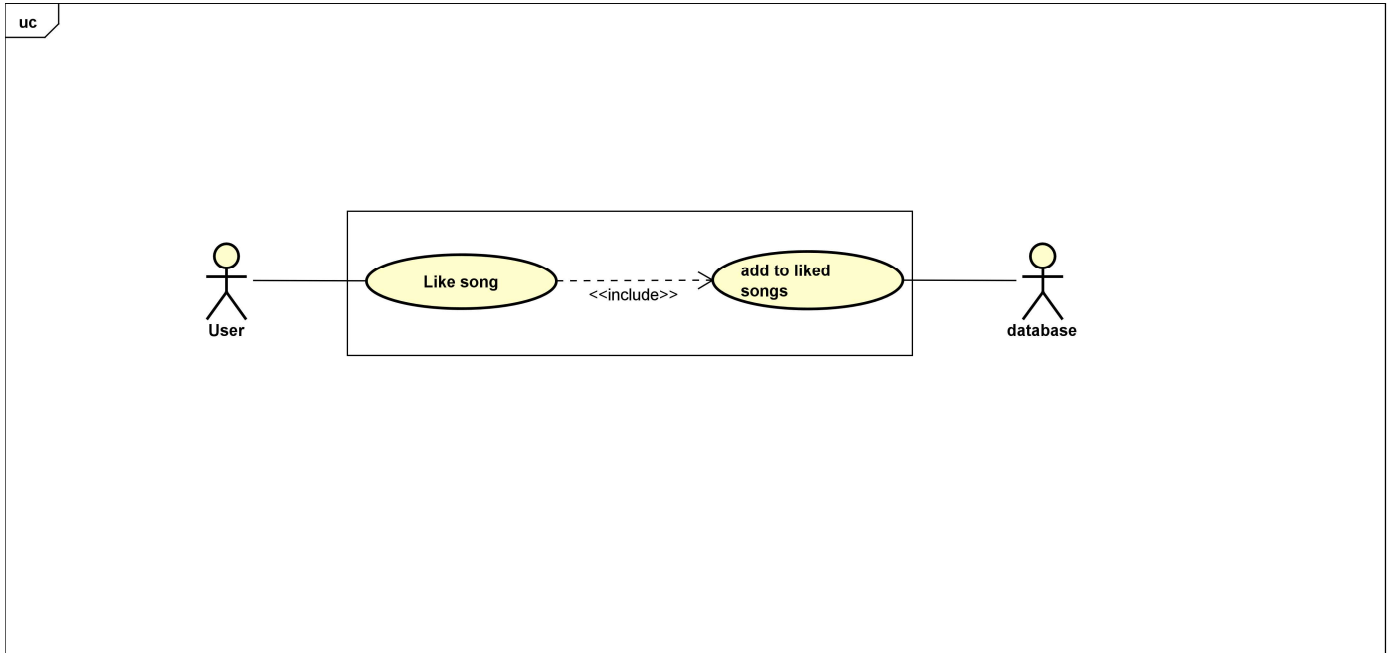 uc
Like song
add to liked
songs
<<include>>
User
database